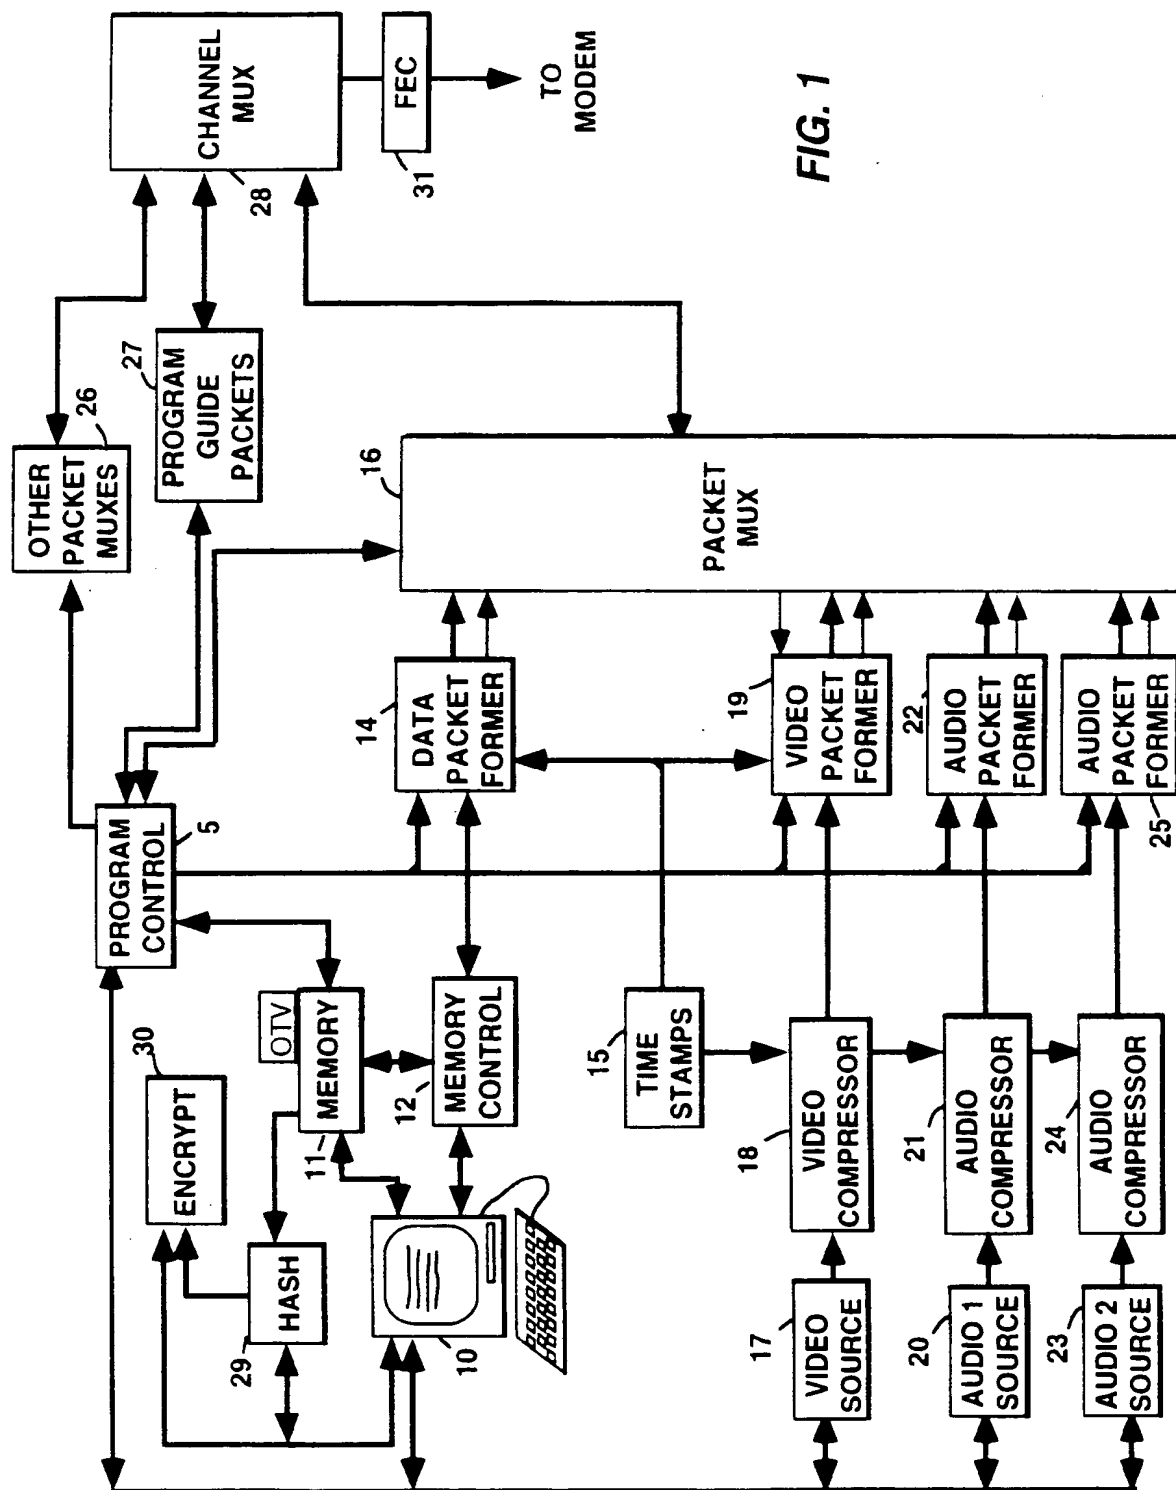 CHANNEL
MUX
28
FEC
31
TO
MODEM
FIG. 1
OTHER
PACKET
MUXES
26
PROGRAM
GUIDE
PACKETS
27
PACKET
MUX
16
PROGRAM
CONTROL
5
DATA
PACKET
FORMER
14
VIDEO
PACKET
FORMER
19
AUDIO
PACKET
FORMER
22
AUDIO
PACKET
FORMER
25
ENCRYPT
30
OTV
MEMORY
11
MEMORY
CONTROL
12
TIME
STAMPS
15
VIDEO
COMPRESSOR
18
AUDIO
COMPRESSOR
21
AUDIO
COMPRESSOR
24
HASH
29
10
VIDEO
SOURCE
17
AUDIO 1
SOURCE
20
AUDIO 2
SOURCE
23